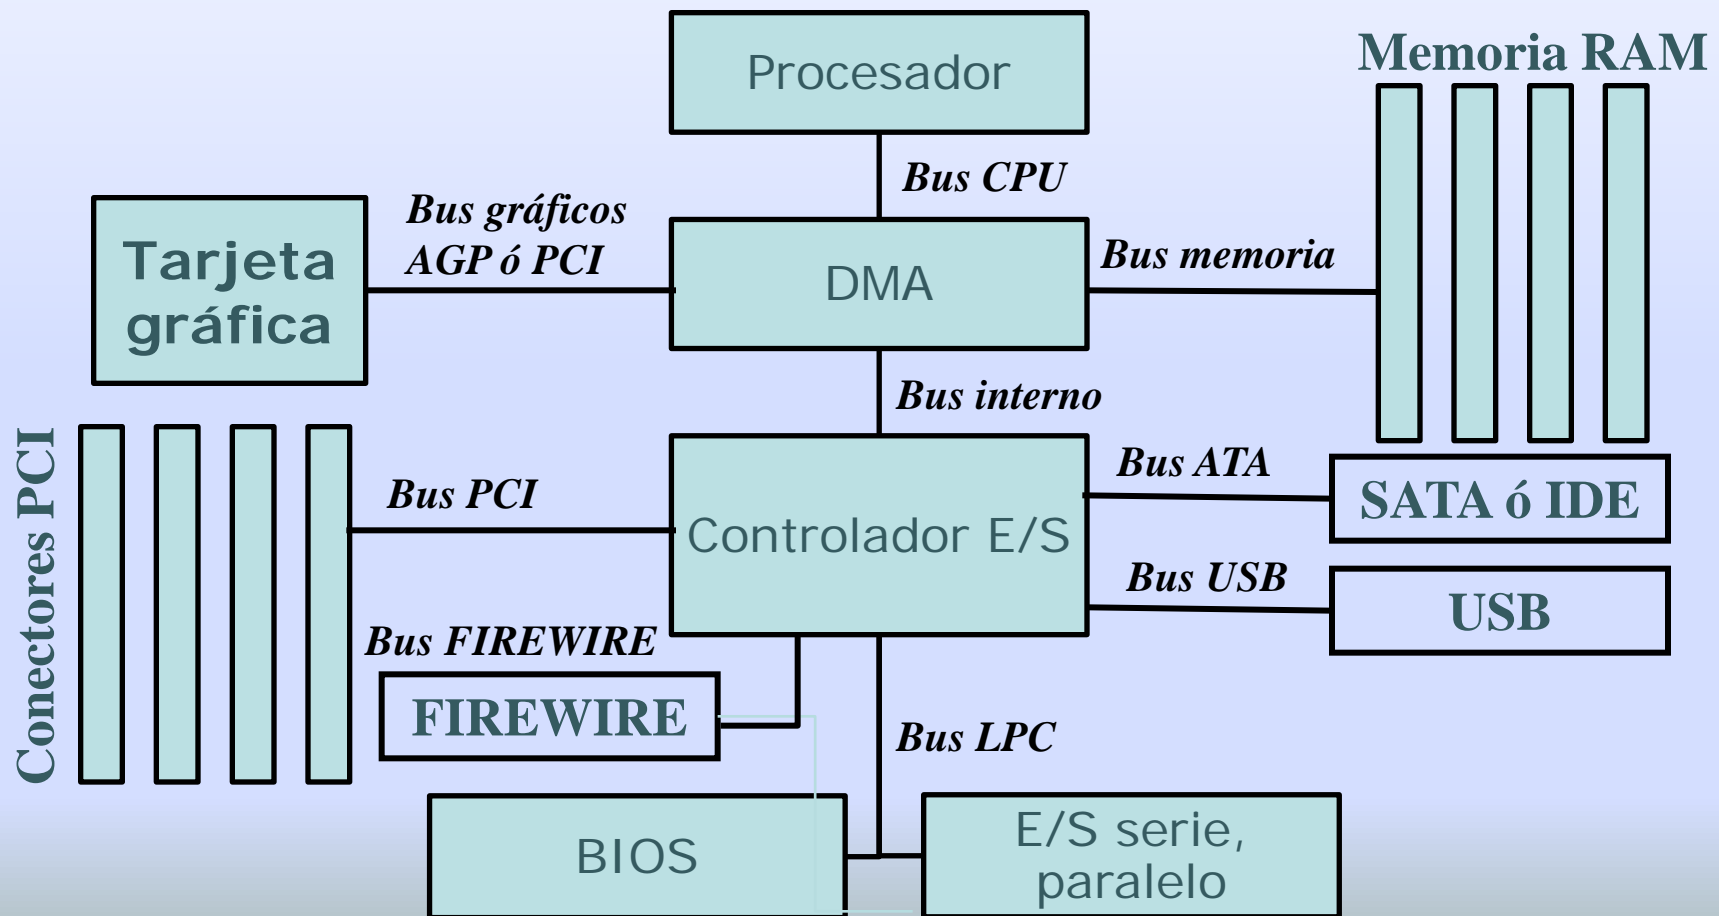 Procesador
Memoria RAM
Bus CPU
Bus gráficos
AGP ó PCI
Tarjeta
gráfica
DMA
Bus memoria
Bus interno
Conectores PCI
Bus PCI
Controlador E/S
Bus ATA
SATA ó IDE
Bus USB
USB
Bus FIREWIRE
FIREWIRE
Bus LPC
BIOS
E/S serie,
paralelo